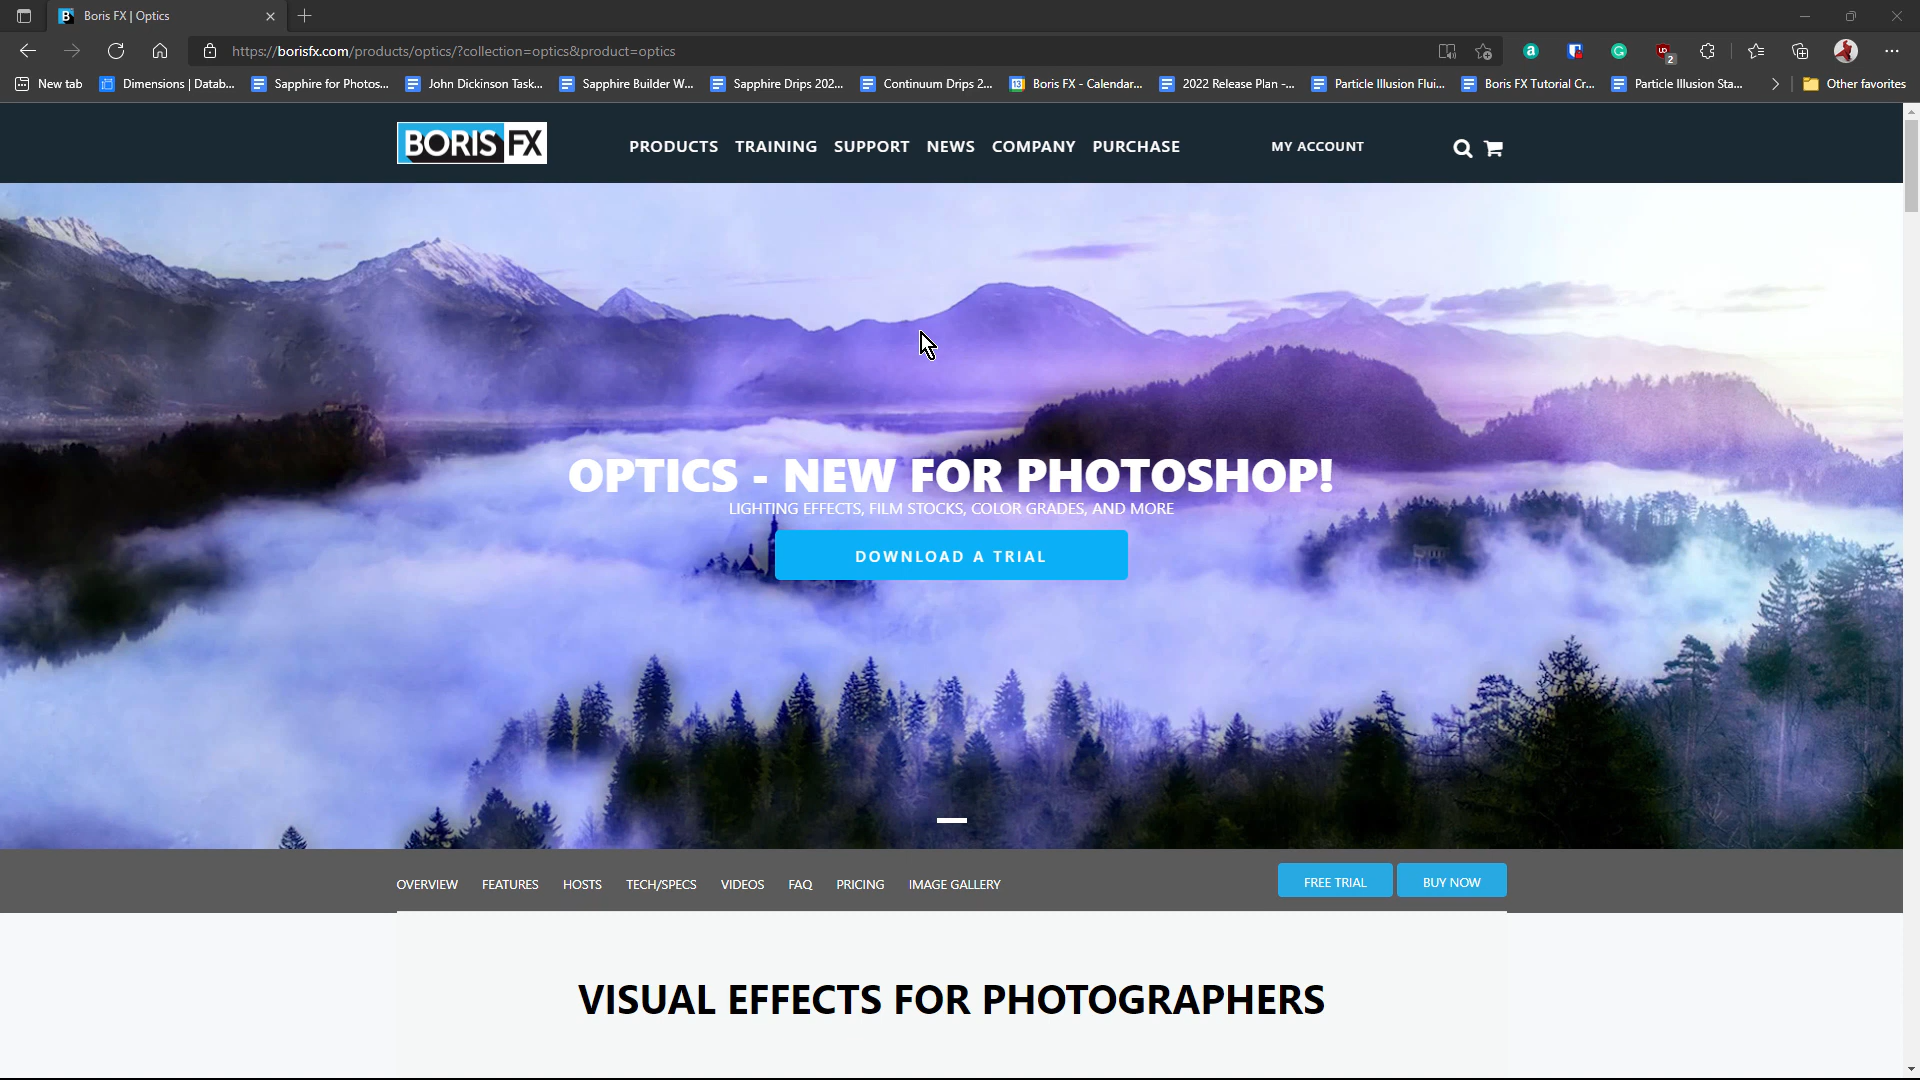 Boris FX | Optics
https://borisfx.com/products/optics/?collection=optics&product=optics
2
New tab Dimensions | Datab... Sapphire for Photos... John Dickinson Task... Sapphire Builder W... Sapphire Drips 202... Continuum Drips 2... 13 Boris FX - Calendar... 2022 Release Plan -... Particle Illusion Flui... Boris FX Tutorial Cr... Particle Illusion Sta... Other favorites
BORIS FX PRODUCTS TRAINING SUPPORT NEWS COMPANY PURCHASE MY ACCOUNT
OPTICS - NEW FOR PHOTOSHOP!
LIGHTING EFFECTS, FILM STOCKS, COLOR GRADES, AND MORE
DOWNLOAD A TRIAL
OVERVIEW FEATURES HOSTS TECH/SPECS VIDEOS FAQ PRICING IMAGE GALLERY FREE TRIAL BUY NOW
VISUAL EFFECTS FOR PHOTOGRAPHERS